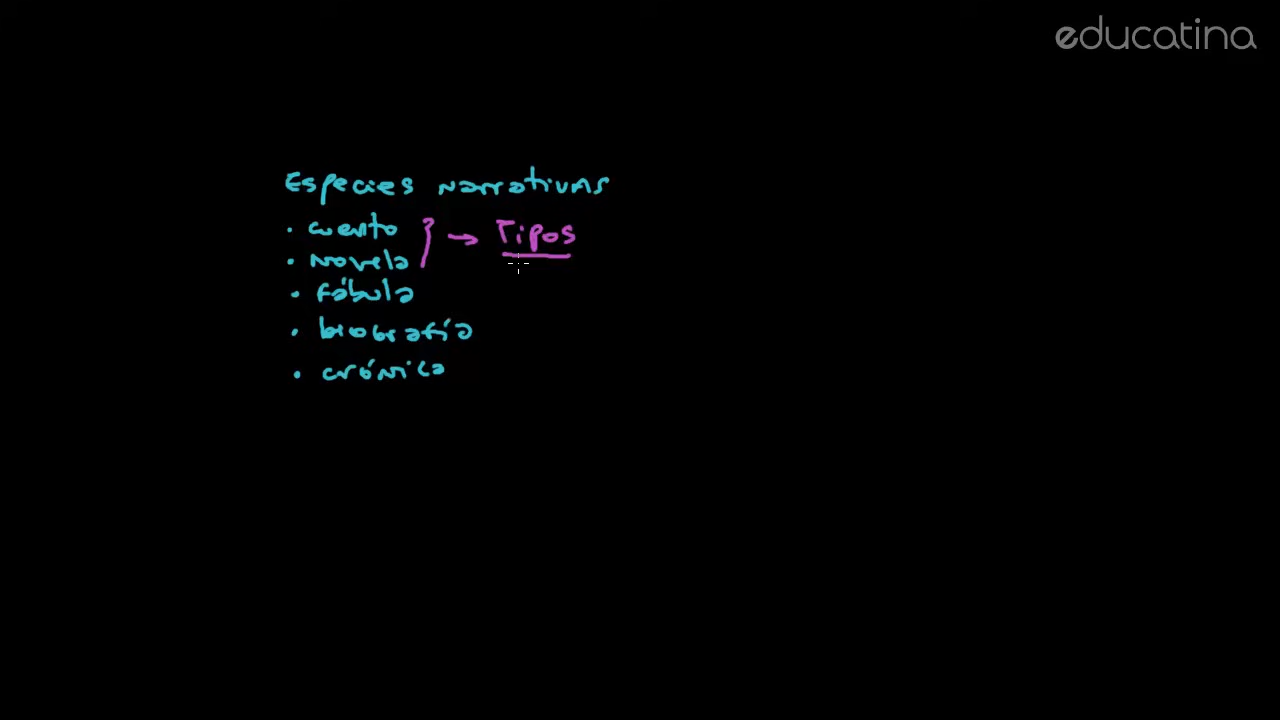 educatina
Especies narrativas
• cuento } → Tipos
• novela
• fábula
• biografía
• crónica